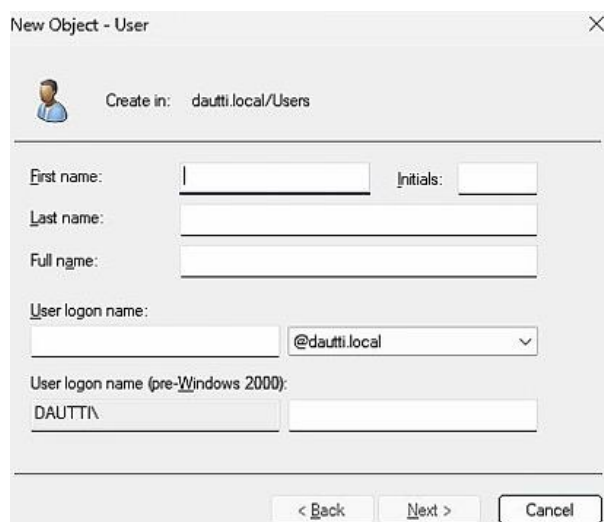 New Object - User
Create in: dautti.local/Users
First name: Initials:
Last name:
Full name:
User logon name:
@dautti.local
User logon name (pre-Windows 2000):
DAUTTI\
< Back Next > Cancel